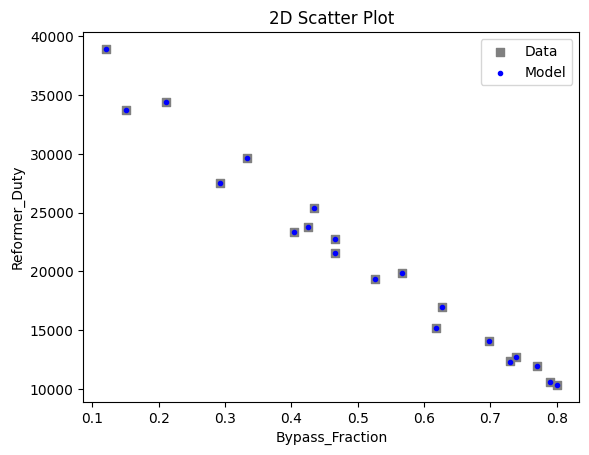 2D Scatter Plot
Data
Model
Reformer_Duty
40000
35000
30000
25000
20000
15000
10000
0.1 0.2 0.3 0.4 0.5 0.6 0.7 0.8
Bypass_Fraction